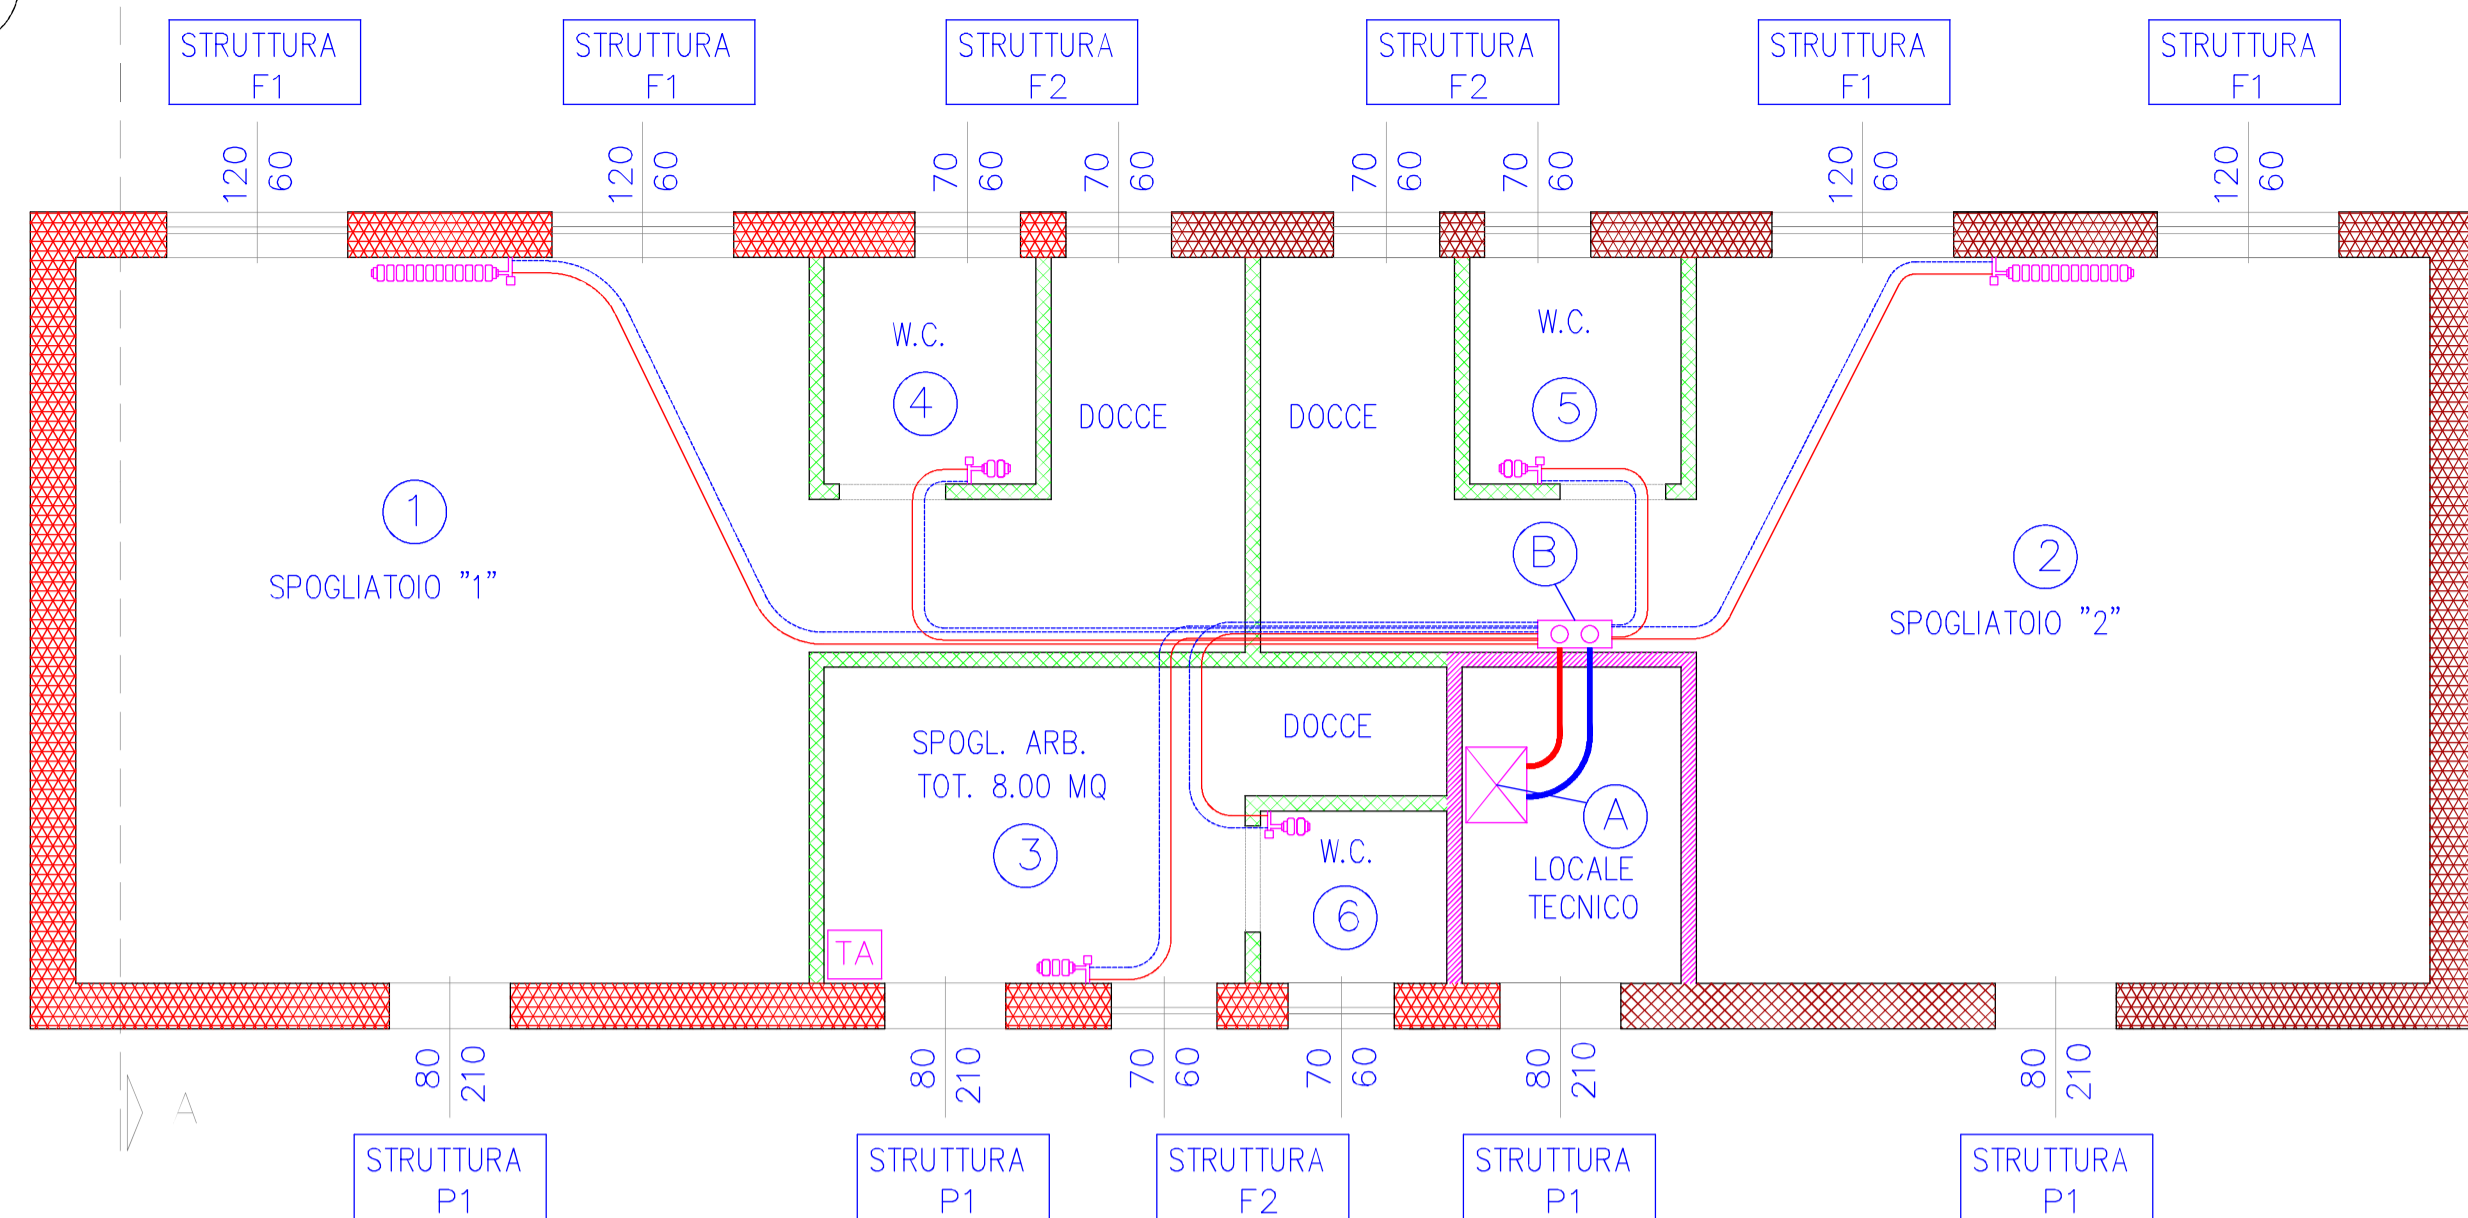 STRUTTURA
F1
STRUTTURA
F1
STRUTTURA
F2
STRUTTURA
F2
STRUTTURA
F1
STRUTTURA
F1
120
60
120
60
70
60
70
60
70
60
70
60
120
60
120
60
W.C.
4
DOCCE
DOCCE
W.C.
5
1
SPOGLIATOIO "1"
B
2
SPOGLIATOIO "2"
SPOGL. ARB.
TOT. 8.00 MQ
3
DOCCE
W.C.
6
A
LOCALE
TECNICO
TA
80
210
80
210
70
60
70
60
80
210
80
210
A
STRUTTURA
P1
STRUTTURA
P1
STRUTTURA
F2
STRUTTURA
P1
STRUTTURA
P1